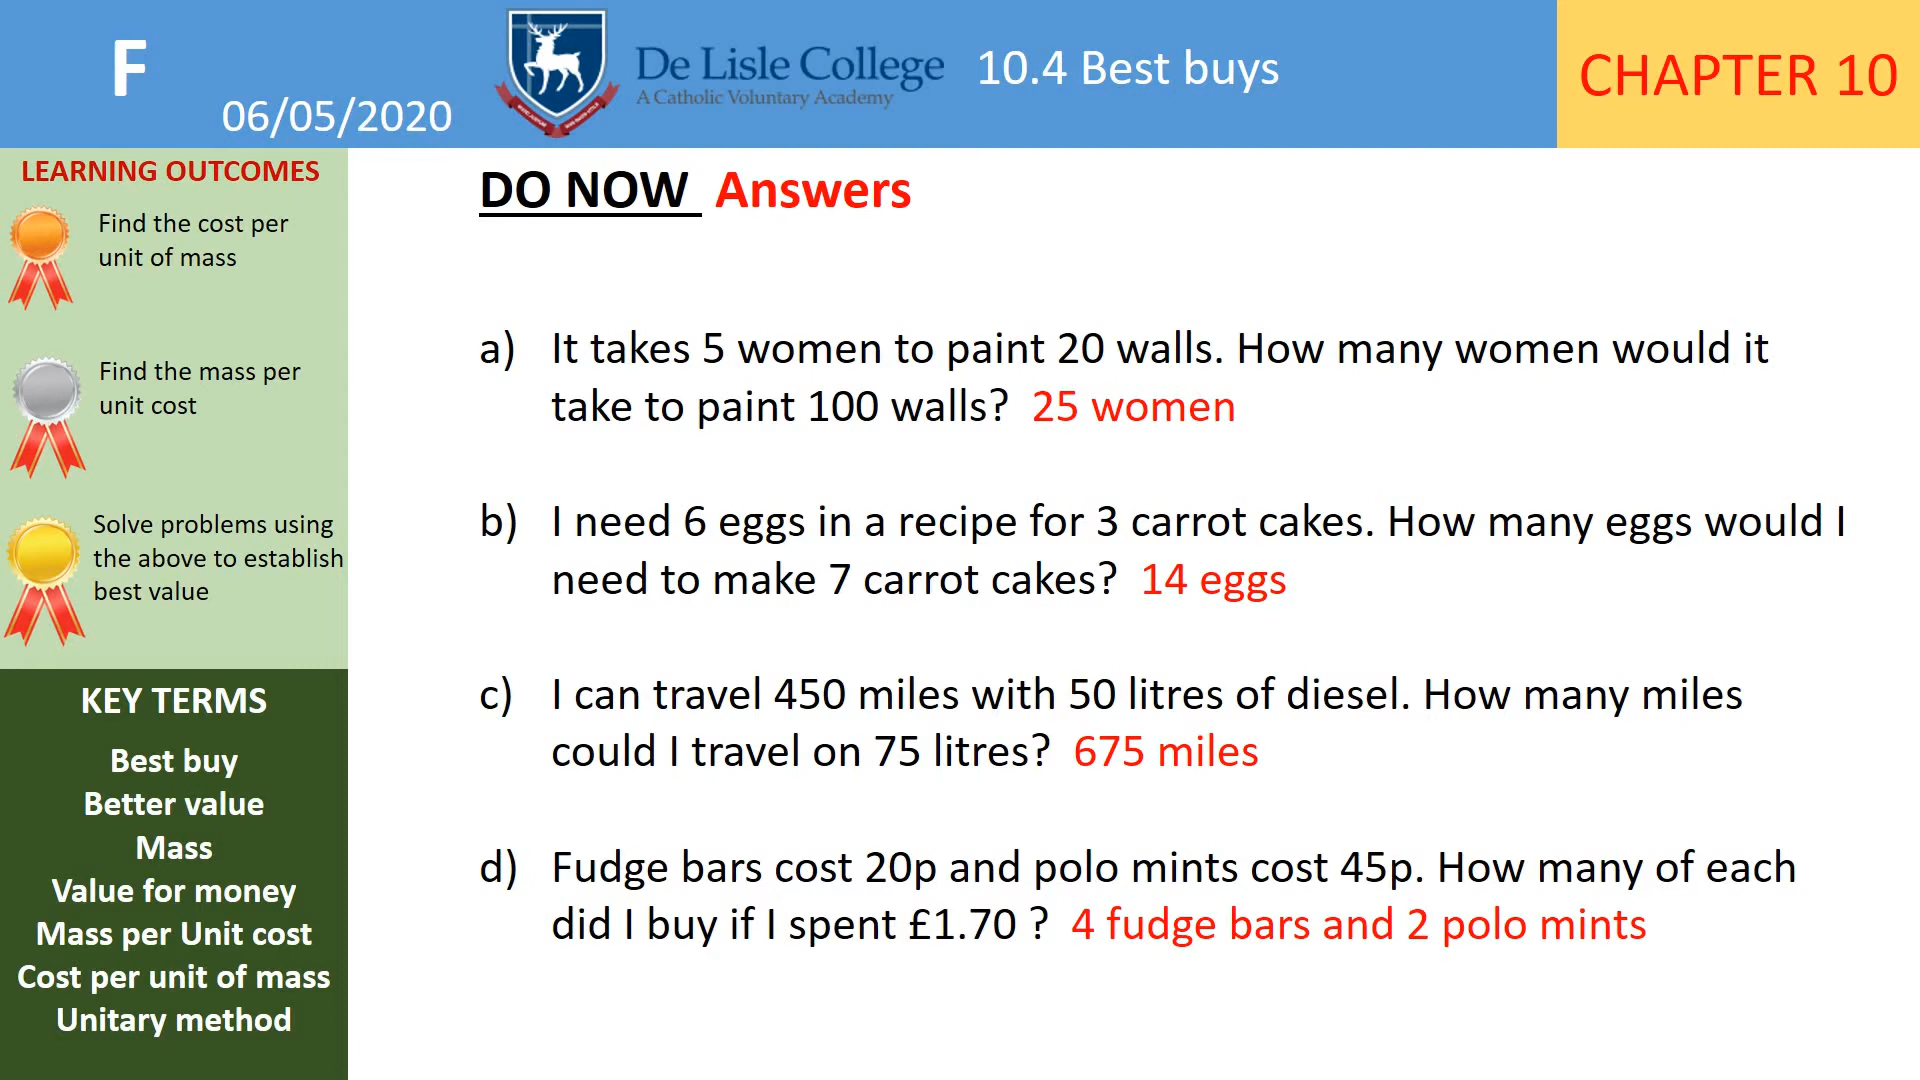 F
06/05/2020
De Lisle College
A Catholic Voluntary Academy
10.4 Best buys
CHAPTER 10
LEARNING OUTCOMES
Find the cost per
unit of mass
Find the mass per
unit cost
Solve problems using
the above to establish
best value
KEY TERMS
Best buy
Better value
Mass
Value for money
Mass per Unit cost
Cost per unit of mass
Unitary method
DO NOW Answers
a) It takes 5 women to paint 20 walls. How many women would it
take to paint 100 walls? 25 women
b) I need 6 eggs in a recipe for 3 carrot cakes. How many eggs would I
need to make 7 carrot cakes? 14 eggs
c) I can travel 450 miles with 50 litres of diesel. How many miles
could I travel on 75 litres? 675 miles
d) Fudge bars cost 20p and polo mints cost 45p. How many of each
did I buy if I spent £1.70 ? 4 fudge bars and 2 polo mints